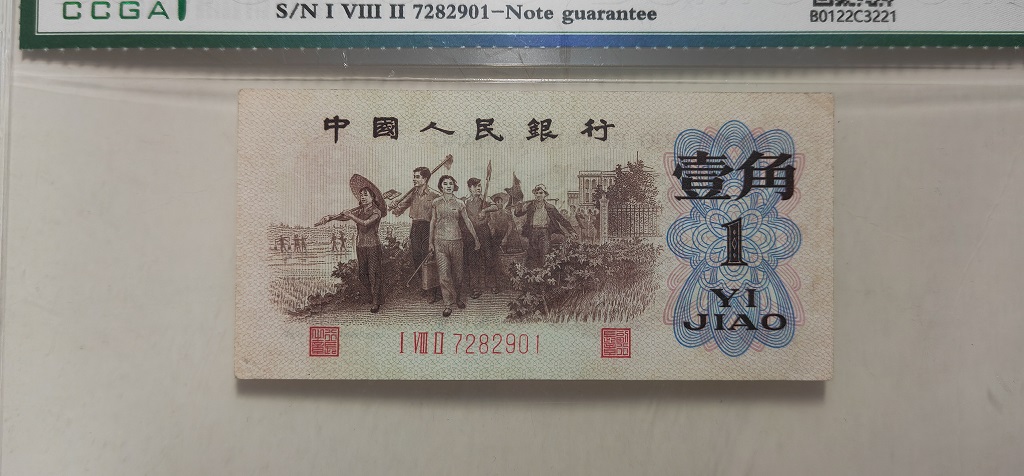 CCGA
S/N I VIII II 7282901-Note guarantee
B0122C3221
中國人民銀行
壹角
1
YI
JIAO
I VIII II 7282901